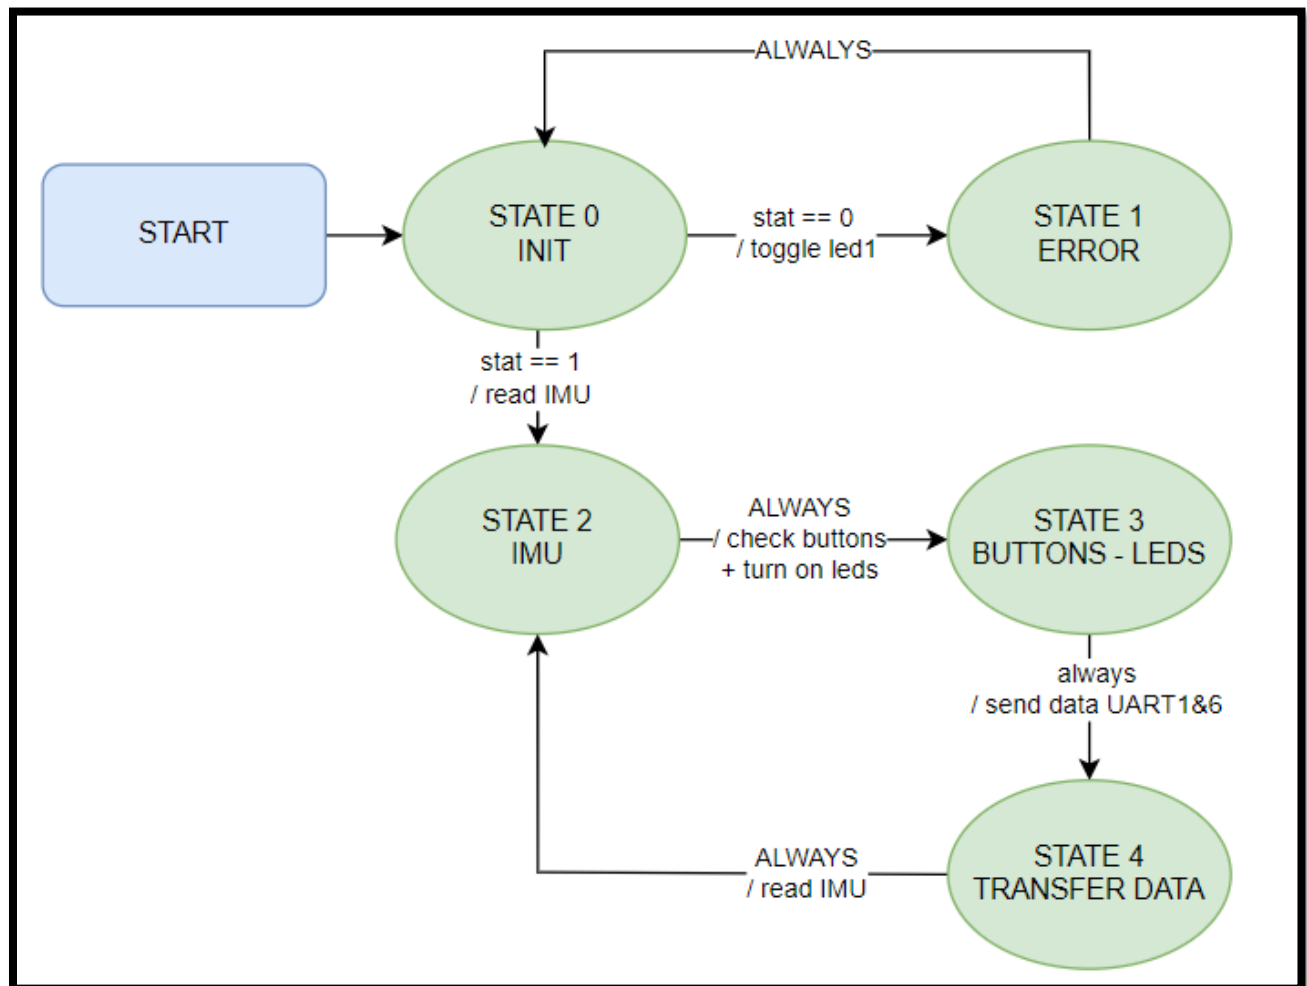 ALWALYS
START
STATE 0
INIT
stat == 0
/ toggle led1
STATE 1
ERROR
stat == 1
/ read IMU
STATE 2
IMU
ALWAYS
/ check buttons
+ turn on leds
STATE 3
BUTTONS - LEDS
always
/ send data UART1&6
ALWAYS
/ read IMU
STATE 4
TRANSFER DATA